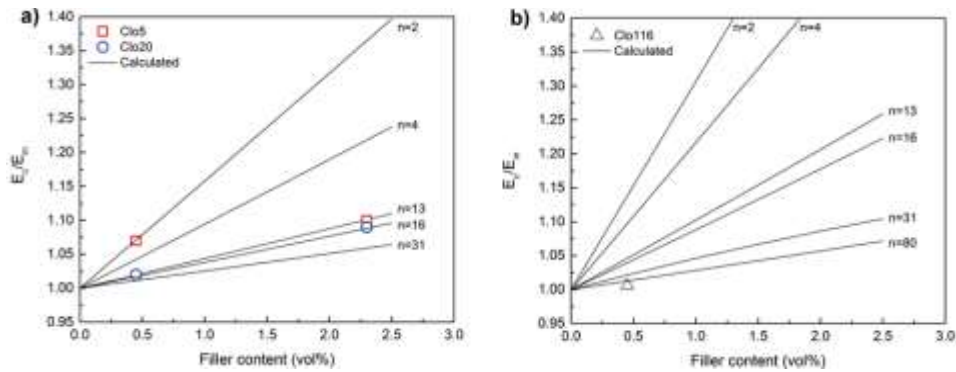 a)
1.40
1.35
1.30
1.25
1.20
1.15
1.10
1.05
1.00
0.95
Ec/Em
Clo5
Clo20
Calculated
n=2
n=4
n=13
n=16
n=31
0.0 0.5 1.0 1.5 2.0 2.5 3.0
Filler content (vol%)
b)
1.40
1.35
1.30
1.25
1.20
1.15
1.10
1.05
1.00
0.95
Ec/Em
Clo116
Calculated
n=2
n=4
n=13
n=16
n=31
n=80
0.0 0.5 1.0 1.5 2.0 2.5 3.0
Filler content (vol%)